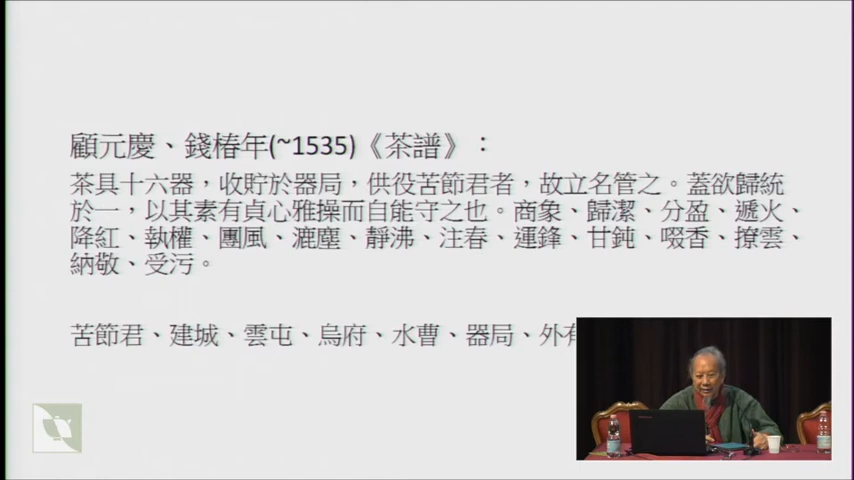 顧元慶、錢椿年(~1535)《茶譜》：
茶具十六器，收貯於器局，供役苦節君者，故立名管之。蓋欲歸統
於一，以其素有貞心雅操而自能守之也。商象、歸潔、分盈、遞火、
降紅、執權、團風、漉塵、靜沸、注春、運鋒、甘鈍、啜香、撩雲、
納敬、受污。
苦節君、建城、雲屯、烏府、水曹、器局、外有